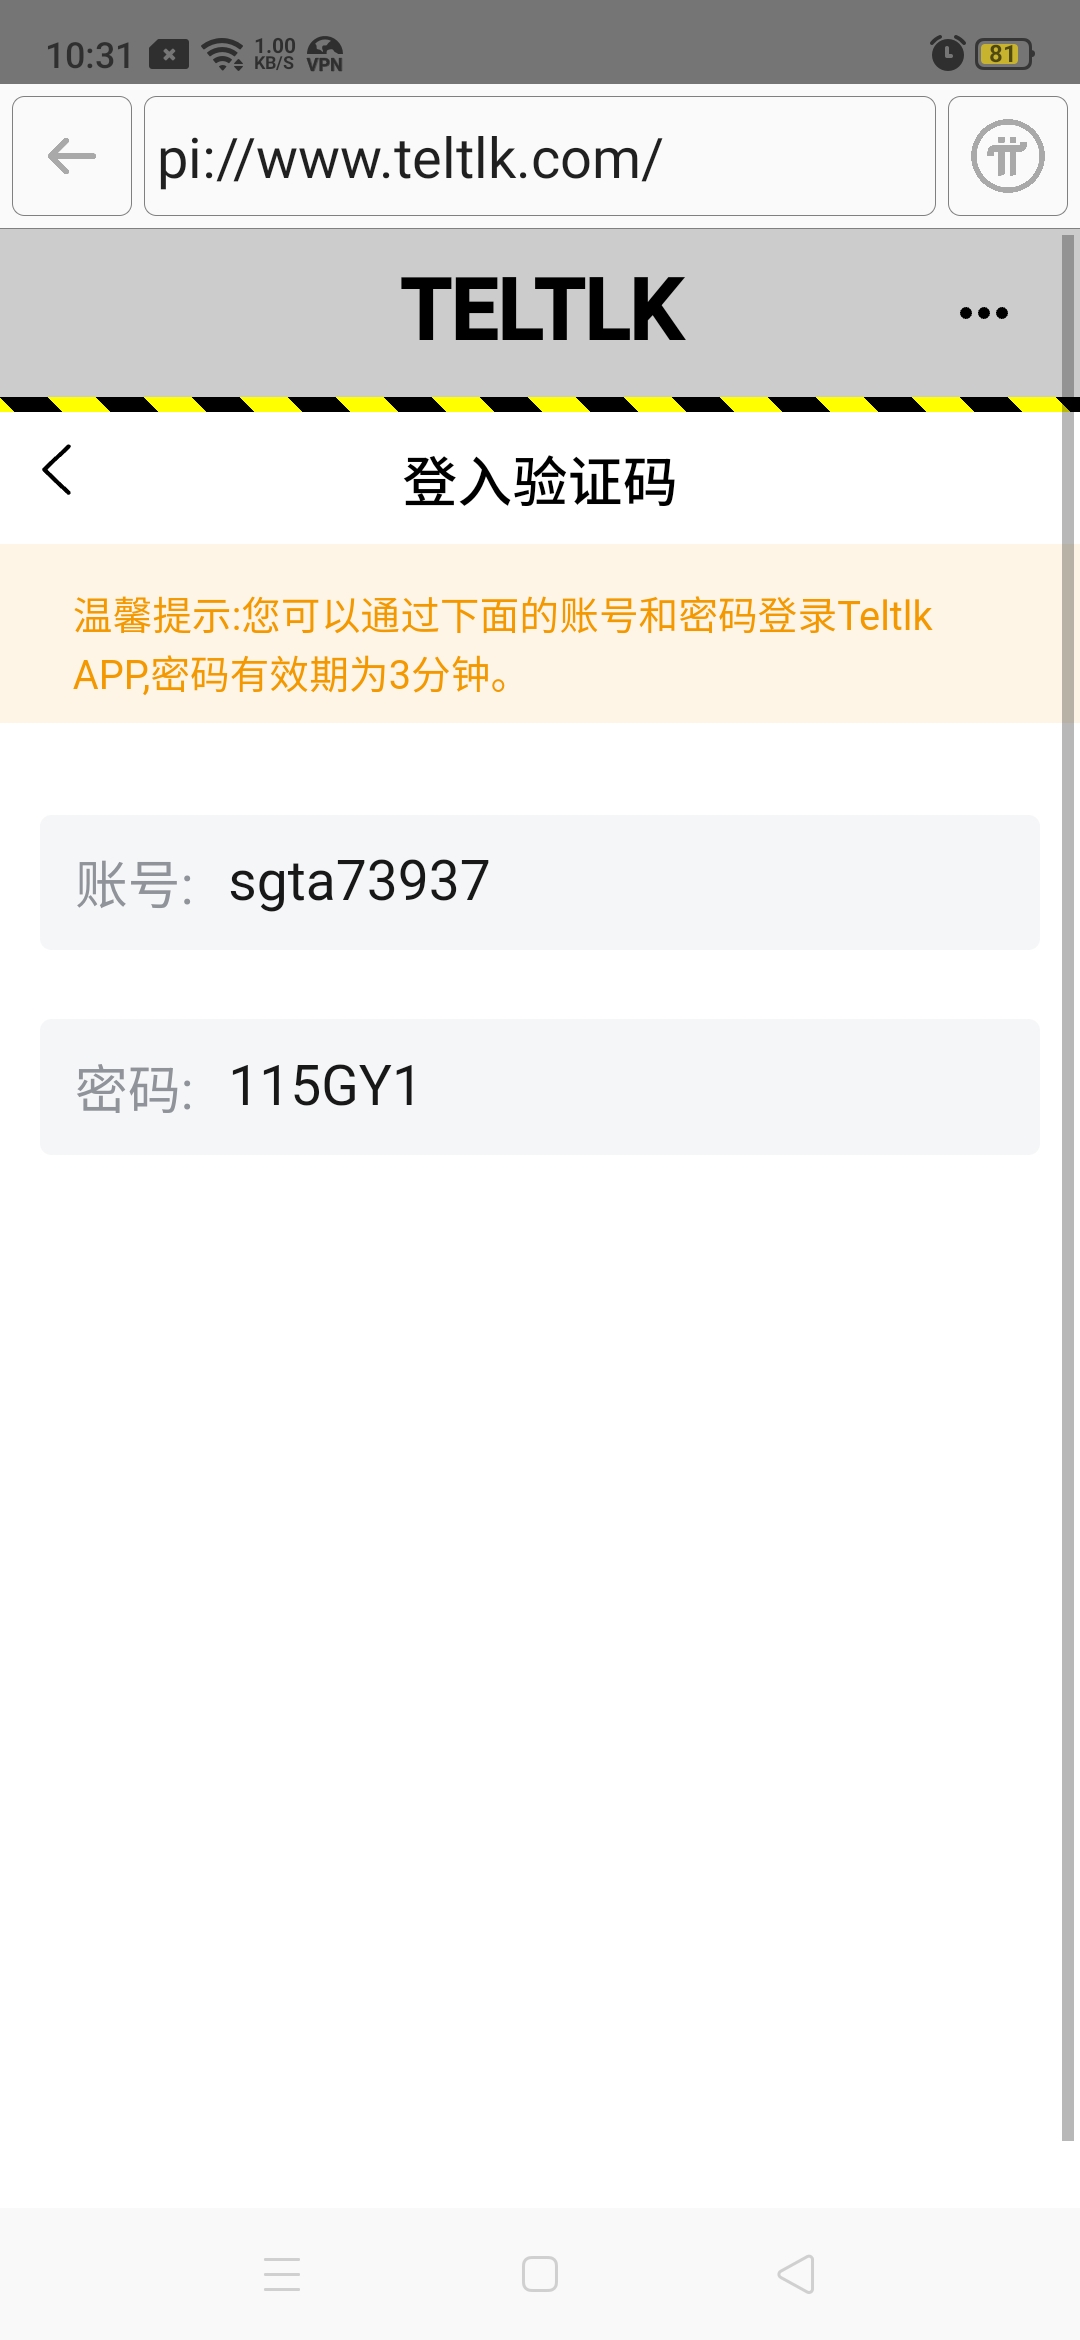 10:31
1.00
KB/S
VPN
81
pi://www.teltlk.com/
TELTLK
登入验证码
温馨提示:您可以通过下面的账号和密码登录Teltlk
APP,密码有效期为3分钟。
账号: sgta73937
密码: 115GY1